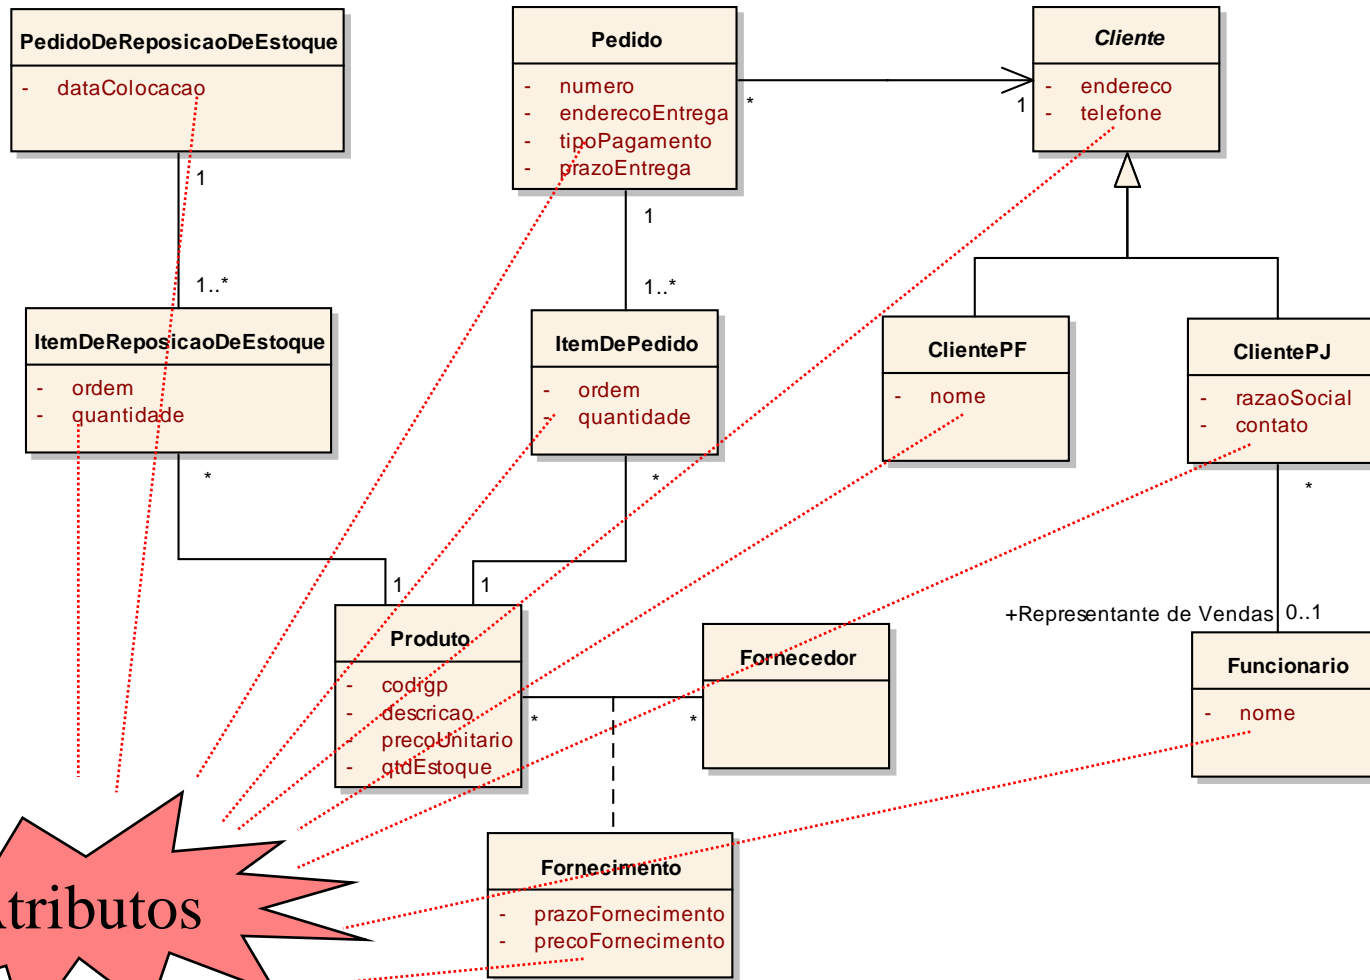 PedidoDeReposicaoDeEstoque
- dataColocacao
1
1..*
Pedido
- numero
- enderecoEntrega
- tipoPagamento
- prazoEntrega
*
1
1
1..*
Cliente
- endereco
- telefone
ItemDeReposicaoDeEstoque
- ordem
- quantidade
*
1
ItemDePedido
- ordem
- quantidade
*
1
ClientePF
- nome
ClientePJ
- razaoSocial
- contato
*
+Representante de Vendas 0..1
Produto
- codigp
- descricao
- precoUnitario
- qtdEstoque
*
*
Fornecedor
Funcionario
- nome
Fornecimento
- prazoFornecimento
- precoFornecimento
tributos